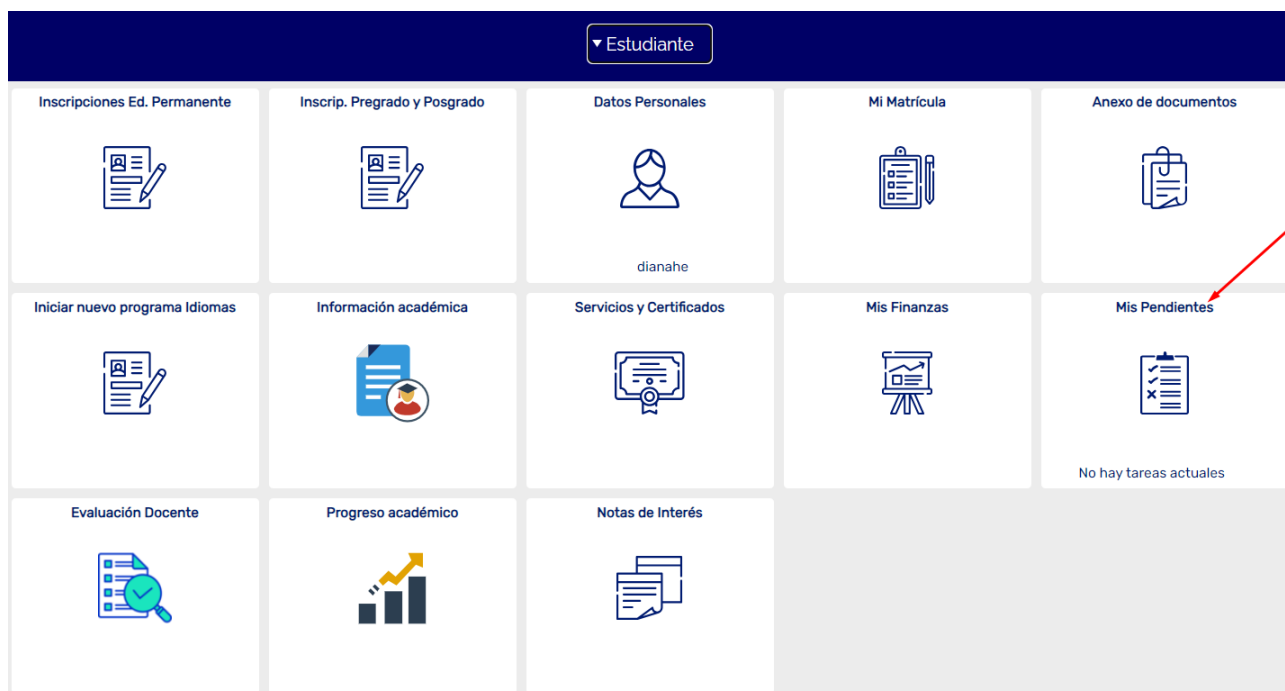 Estudiante
Inscripciones Ed. Permanente
Inscrip. Pregrado y Posgrado
Datos Personales
Mi Matrícula
Anexo de documentos
dianahe
Iniciar nuevo programa Idiomas
Información académica
Servicios y Certificados
Mis Finanzas
Mis Pendientes
No hay tareas actuales
Evaluación Docente
Progreso académico
Notas de Interés